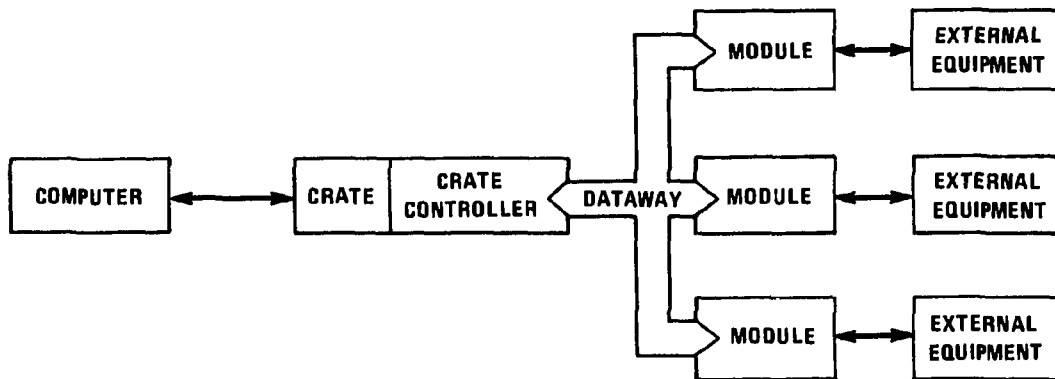 MODULE
EXTERNAL
EQUIPMENT
COMPUTER
CRATE
CRATE
CONTROLLER
DATAWAY
MODULE
EXTERNAL
EQUIPMENT
MODULE
EXTERNAL
EQUIPMENT